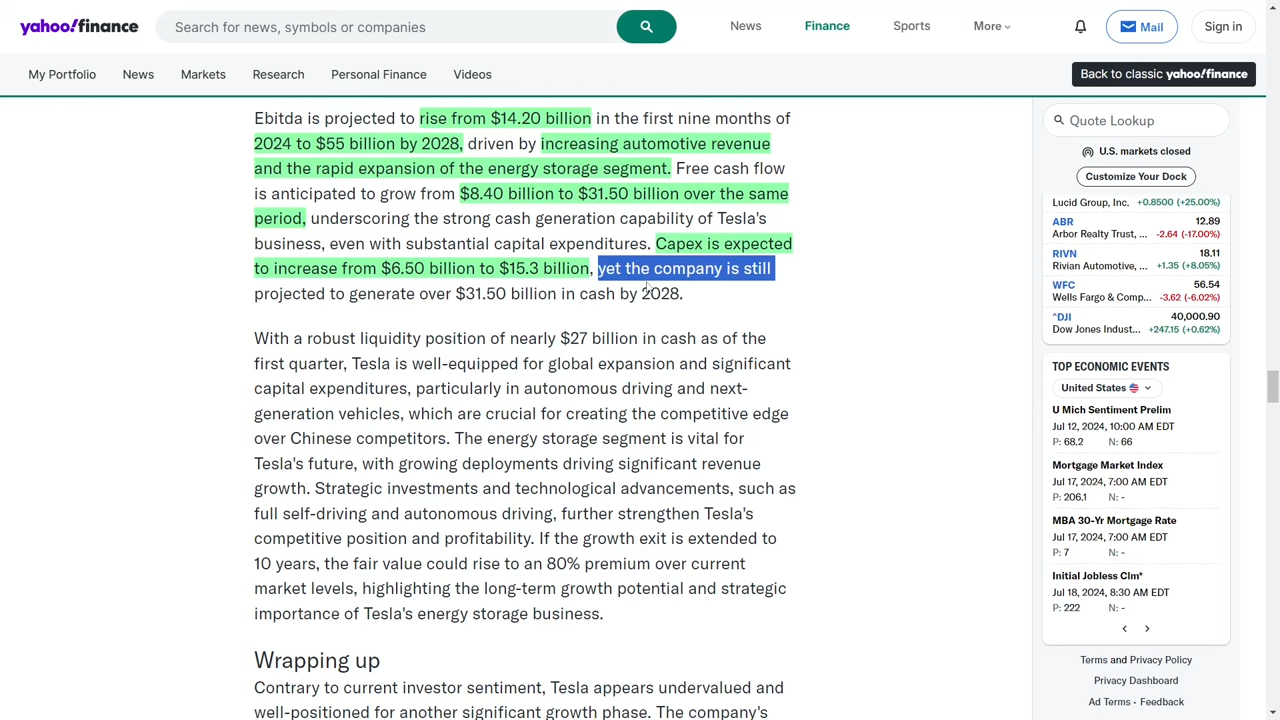 yahoo!finance
Search for news, symbols or companies
News
Finance
Sports
More
Mail
Sign in
My Portfolio
News
Markets
Research
Personal Finance
Videos
Back to classic yahoo!finance
Ebitda is projected to rise from $14.20 billion in the first nine months of
2024 to $55 billion by 2028, driven by increasing automotive revenue
and the rapid expansion of the energy storage segment. Free cash flow
is anticipated to grow from $8.40 billion to $31.50 billion over the same
period, underscoring the strong cash generation capability of Tesla's
business, even with substantial capital expenditures. Capex is expected
to increase from $6.50 billion to $15.3 billion, yet the company is still
projected to generate over $31.50 billion in cash by 2028.
With a robust liquidity position of nearly $27 billion in cash as of the
first quarter, Tesla is well-equipped for global expansion and significant
capital expenditures, particularly in autonomous driving and next-
generation vehicles, which are crucial for creating the competitive edge
over Chinese competitors. The energy storage segment is vital for
Tesla's future, with growing deployments driving significant revenue
growth. Strategic investments and technological advancements, such as
full self-driving and autonomous driving, further strengthen Tesla's
competitive position and profitability. If the growth exit is extended to
10 years, the fair value could rise to an 80% premium over current
market levels, highlighting the long-term growth potential and strategic
importance of Tesla's energy storage business.
Wrapping up
Contrary to current investor sentiment, Tesla appears undervalued and
well-positioned for another significant growth phase. The company's
Quote Lookup
U.S. markets closed
Customize Your Dock
Lucid Group, Inc. +0.8500 (+25.00%)
ABR 12.89
Arbor Realty Trust, ... -2.64 (-17.00%)
RIVN 18.11
Rivian Automotive, ... +1.35 (+8.05%)
WFC 56.54
Wells Fargo & Comp... -3.62 (-6.02%)
^DJI 40,000.90
Dow Jones Indust... +247.15 (+0.62%)
TOP ECONOMIC EVENTS
United States
U Mich Sentiment Prelim
Jul 12, 2024, 10:00 AM EDT
P: 68.2 N: 66
Mortgage Market Index
Jul 17, 2024, 7:00 AM EDT
P: 206.1 N: -
MBA 30-Yr Mortgage Rate
Jul 17, 2024, 7:00 AM EDT
P: 7 N: -
Initial Jobless Clm*
Jul 18, 2024, 8:30 AM EDT
P: 222 N: -
Terms and Privacy Policy
Privacy Dashboard
Ad Terms • Feedback